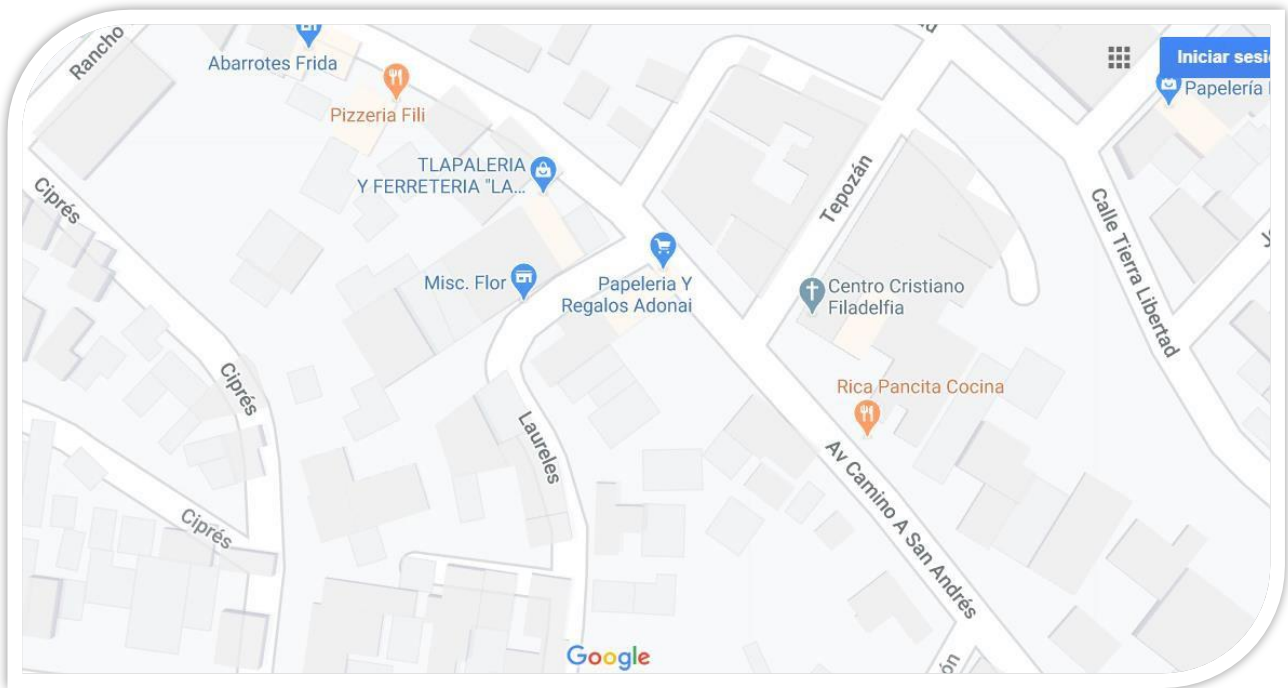 Rancho
Abarrotes Frida
Iniciar sesi
Papelería
Pizzeria Fili
TLAPALERIA
Y FERRETERIA "LA...
Tepozán
Ciprés
Calle Tierra Libertad
Misc. Flor
Papeleria Y
Regalos Adonai
Centro Cristiano
Filadelfia
Ciprés
Rica Pancita Cocina
Laureles
Av Camino A San Andrés
Ciprés
Google
ón